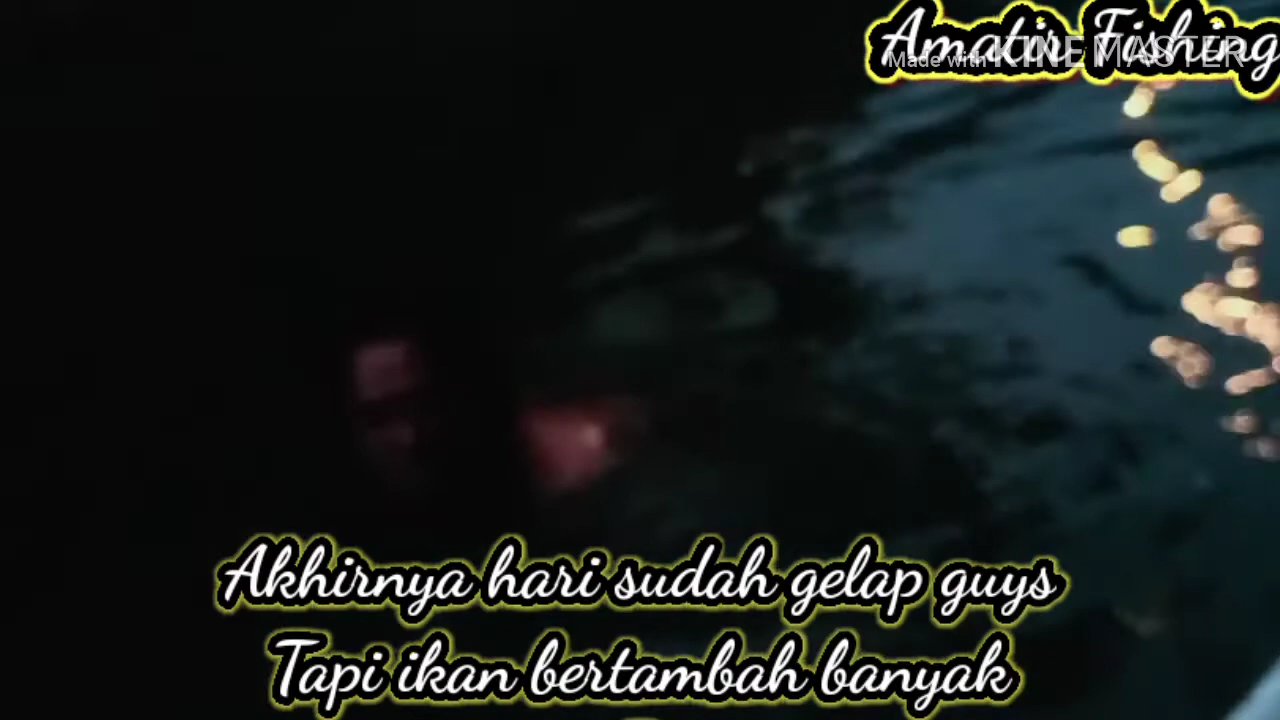 Amatir Fishing
Made with KINEMASTER
Akhirnya hari sudah gelap guys
Tapi ikan bertambah banyak